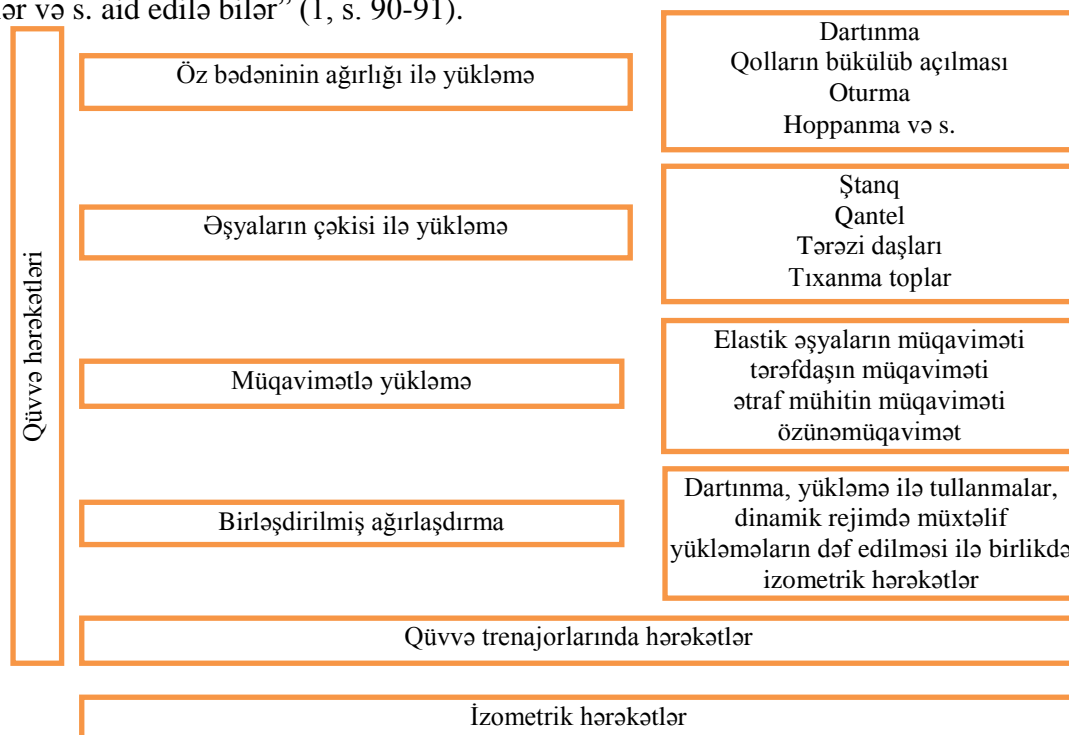 ər və s. aid edilə bilər” (1, s. 90-91).
Qüvvə hərəkətləri
Öz bədəninin ağırlığı ilə yükləmə
Dartınma
Qolların bükülüb açılması
Oturma
Hoppanma və s.
Əşyaların çəkisi ilə yükləmə
Ştanq
Qantel
Tərəzi daşları
Tıxanma toplar
Müqavimətlə yükləmə
Elastik əşyaların müqaviməti
tərəfdaşın müqaviməti
ətraf mühitin müqaviməti
özünəmüqavimət
Birləşdirilmiş ağırlaşdırma
Dartınma, yükləmə ilə tullanmalar,
dinamik rejimdə müxtəlif
yükləmələrın dəf edilməsi ilə birlikdə
izometrik hərəkətlər
Qüvvə trenajorlarında hərəkətlər
İzometrik hərəkətlər